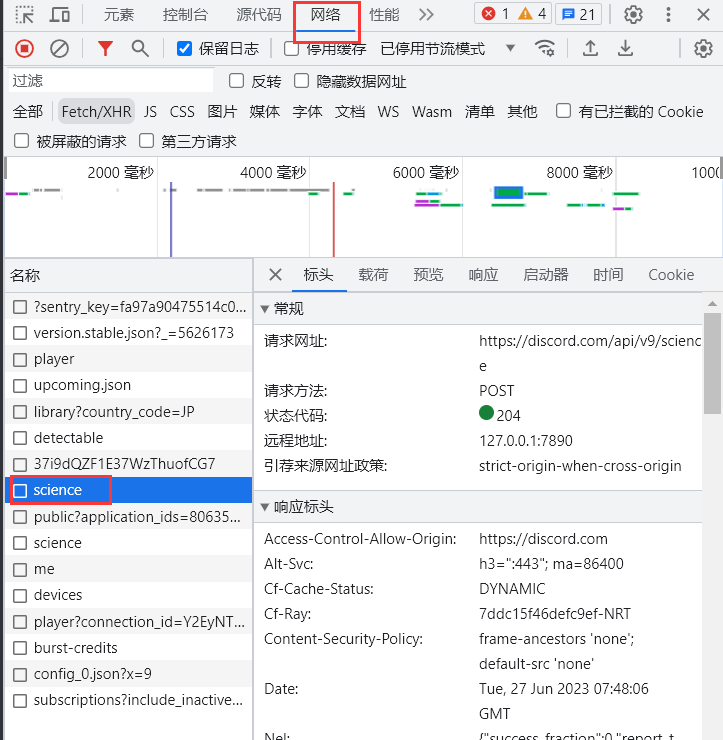 元素 控制台 源代码 网络 性能 1 4 21
保留日志 停用缓存 已停用节流模式
过滤 反转 隐藏数据网址
全部 Fetch/XHR JS CSS 图片 媒体 字体 文档 WS Wasm 清单 其他 有已拦截的 Cookie
被屏蔽的请求 第三方请求
2000 毫秒 4000 毫秒 6000 毫秒 8000 毫秒 1000
名称
?sentry_key=fa97a90475514c0...
version.stable.json?_=5626173
player
upcoming.json
library?country_code=JP
detectable
37i9dQZF1E37WzThuofCG7
science
public?application_ids=80635...
science
me
devices
player?connection_id=Y2EyNT...
burst-credits
config_0.json?x=9
subscriptions?include_inactive...
标头 载荷 预览 响应 启动器 时间 Cookie
常规
请求网址: https://discord.com/api/v9/scienc
e
请求方法: POST
状态代码: 204
远程地址: 127.0.0.1:7890
引荐来源网址政策: strict-origin-when-cross-origin
响应标头
Access-Control-Allow-Origin: https://discord.com
Alt-Svc: h3=":443"; ma=86400
Cf-Cache-Status: DYNAMIC
Cf-Ray: 7ddc15f46defc9ef-NRT
Content-Security-Policy: frame-ancestors 'none';
default-src 'none'
Date: Tue, 27 Jun 2023 07:48:06
GMT
Nel: {"success_fraction":0,"report_t